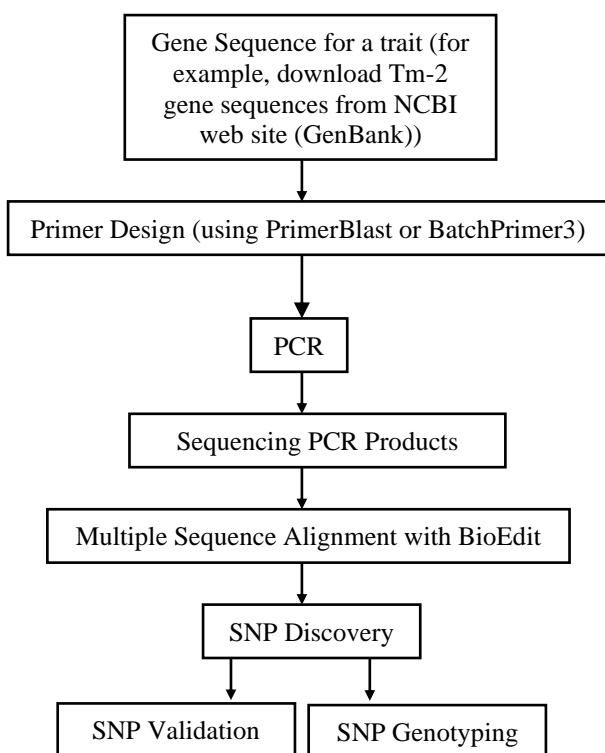 Gene Sequence for a trait (for
example, download Tm-2
gene sequences from NCBI
web site (GenBank))
Primer Design (using PrimerBlast or BatchPrimer3)
PCR
Sequencing PCR Products
Multiple Sequence Alignment with BioEdit
SNP Discovery
SNP Validation
SNP Genotyping